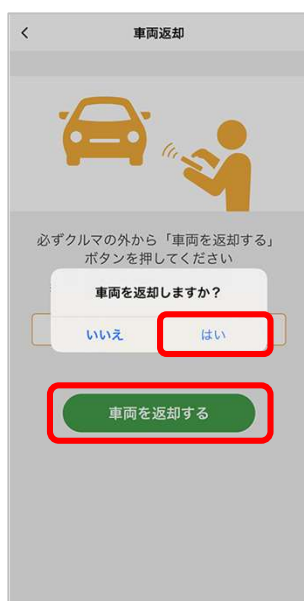 車両返却
必ずクルマの外から「車両を返却する」
ボタンを押してください
車両を返却しますか？
いいえ
はい
車両を返却する